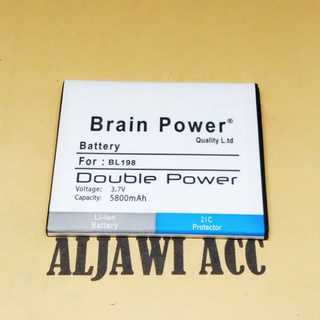 Brain Power®
Quality L.td
Battery
For : BL198
Double Power
Voltage: 3.7V
Capacity: 5800mAh
Li-ion Battery
2IC Protector
ALJAWI ACC